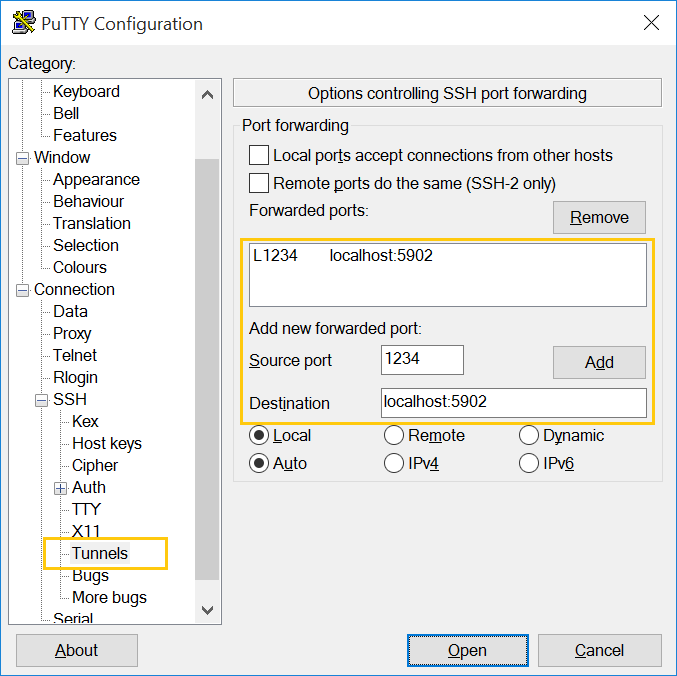 PuTTY Configuration
Category:
Keyboard
Bell
Features
Window
Appearance
Behaviour
Translation
Selection
Colours
Connection
Data
Proxy
Telnet
Rlogin
SSH
Kex
Host keys
Cipher
Auth
TTY
X11
Tunnels
Bugs
More bugs
Serial
Options controlling SSH port forwarding
Port forwarding
Local ports accept connections from other hosts
Remote ports do the same (SSH-2 only)
Forwarded ports:
Remove
L1234 localhost:5902
Add new forwarded port:
Source port 1234 Add
Destination localhost:5902
Local Remote Dynamic
Auto IPv4 IPv6
About Open Cancel